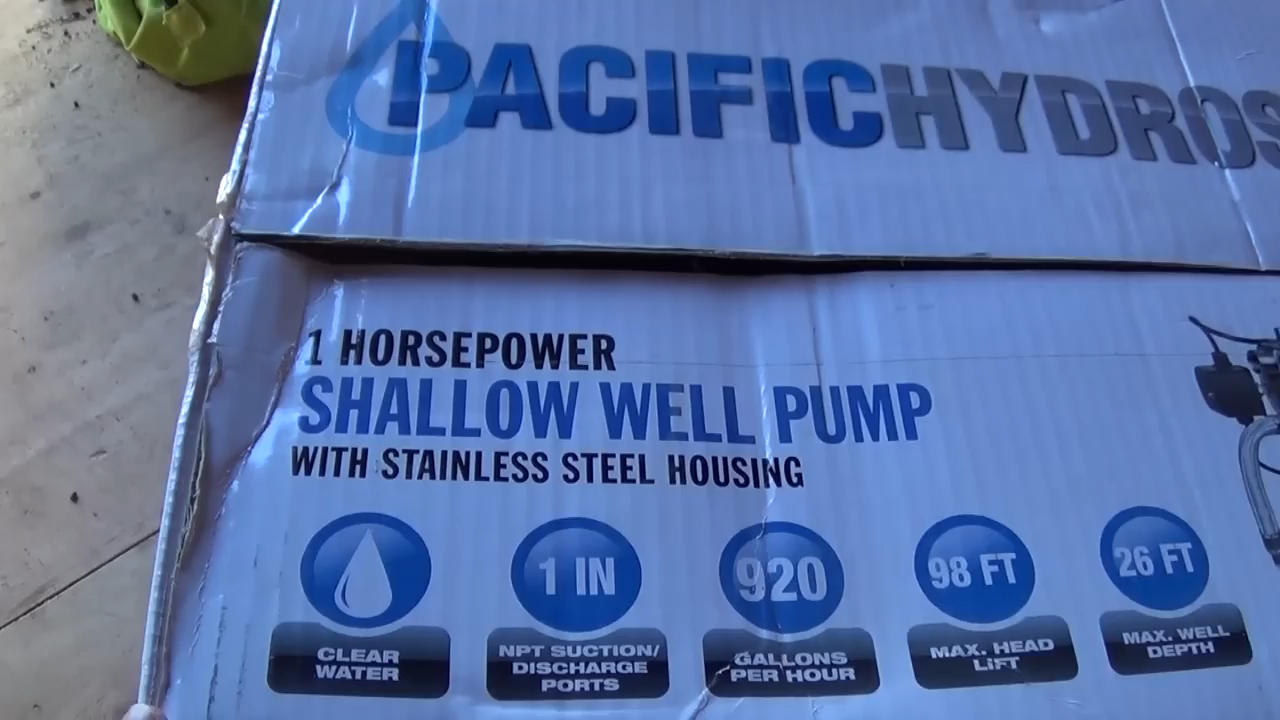 PACIFICHYDROS
1 HORSEPOWER
SHALLOW WELL PUMP
WITH STAINLESS STEEL HOUSING
1 IN
920
98 FT
26 FT
CLEAR
WATER
NPT SUCTION/
DISCHARGE
PORTS
GALLONS
PER HOUR
MAX. HEAD
LIFT
MAX. WELL
DEPTH